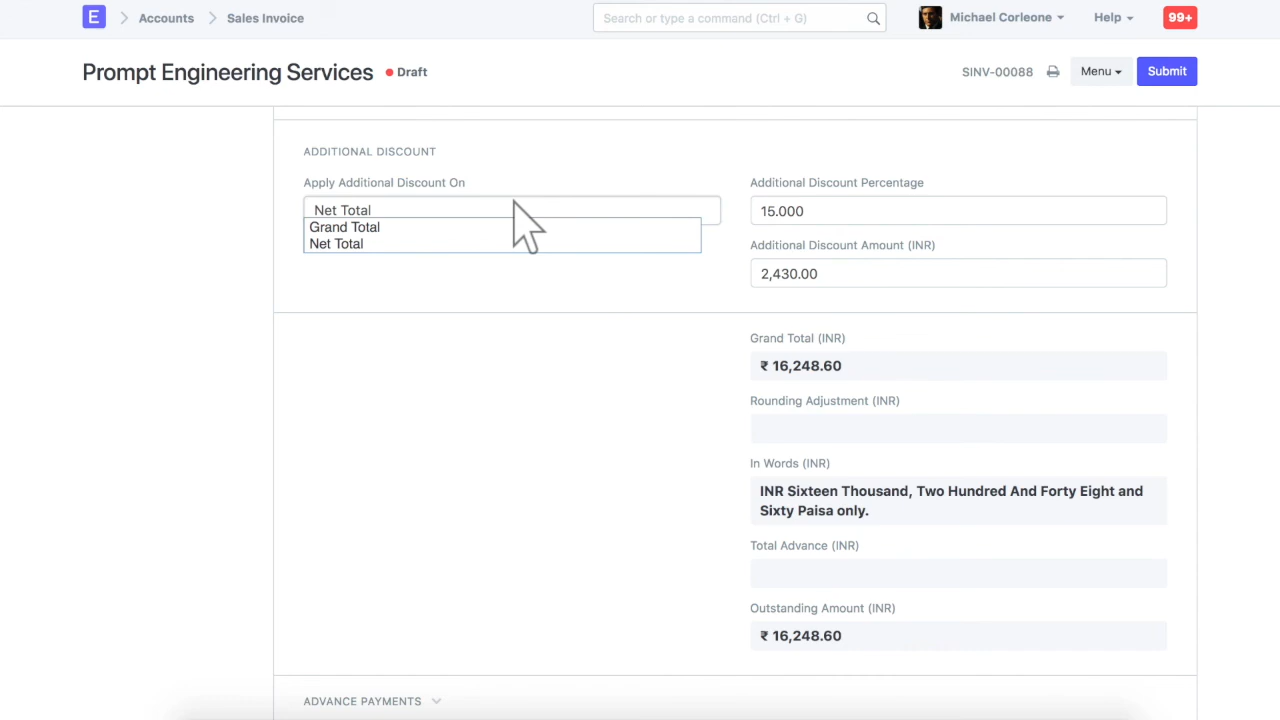 E Accounts Sales Invoice Search or type a command (Ctrl + G) Michael Corleone Help 99+
Prompt Engineering Services Draft SINV-00088 Menu Submit
ADDITIONAL DISCOUNT
Apply Additional Discount On
Net Total
Grand Total
Net Total
Additional Discount Percentage
15.000
Additional Discount Amount (INR)
2,430.00
Grand Total (INR)
₹ 16,248.60
Rounding Adjustment (INR)
In Words (INR)
INR Sixteen Thousand, Two Hundred And Forty Eight and
Sixty Paisa only.
Total Advance (INR)
Outstanding Amount (INR)
₹ 16,248.60
ADVANCE PAYMENTS